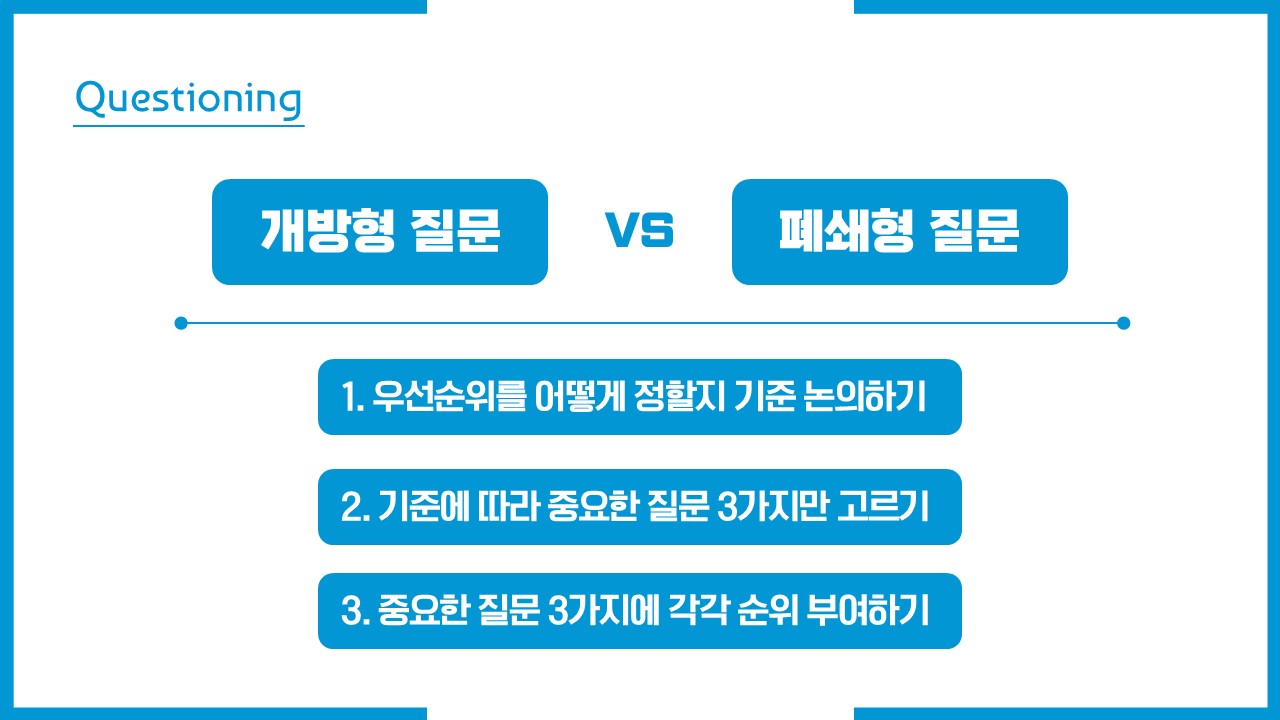 Questioning
개방형 질문 VS 폐쇄형 질문
1. 우선순위를 어떻게 정할지 기준 논의하기
2. 기준에 따라 중요한 질문 3가지만 고르기
3. 중요한 질문 3가지에 각각 순위 부여하기